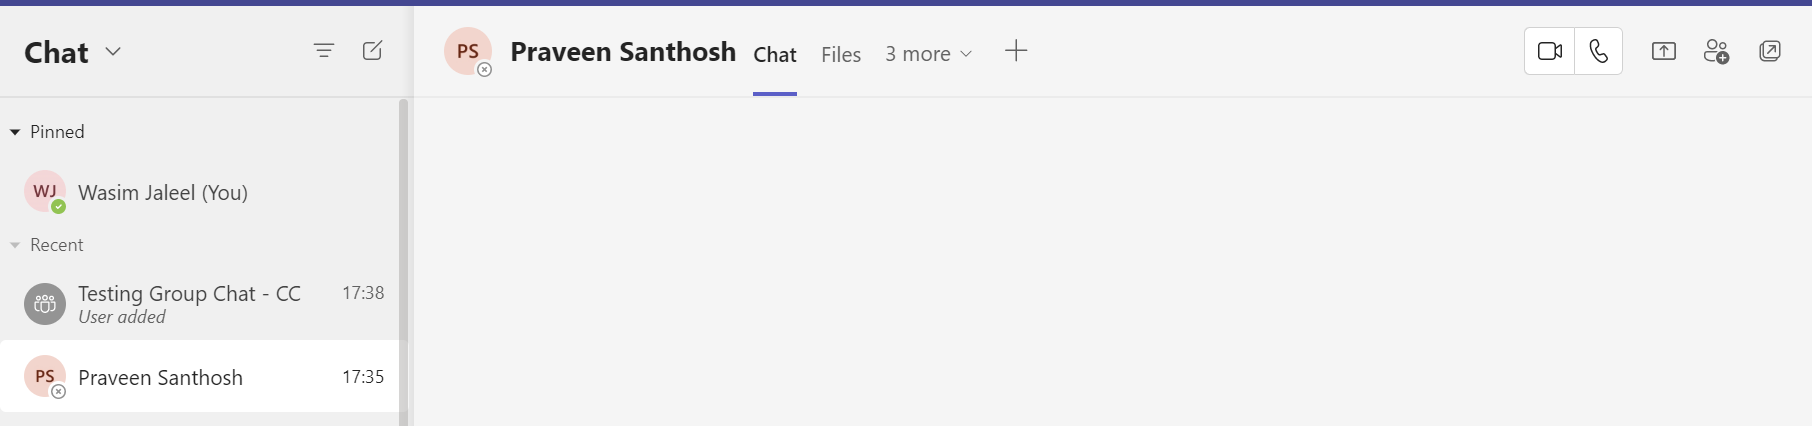 Chat
PS Praveen Santhosh Chat Files 3 more
Pinned
WJ Wasim Jaleel (You)
Recent
Testing Group Chat - CC 17:38
User added
PS Praveen Santhosh 17:35